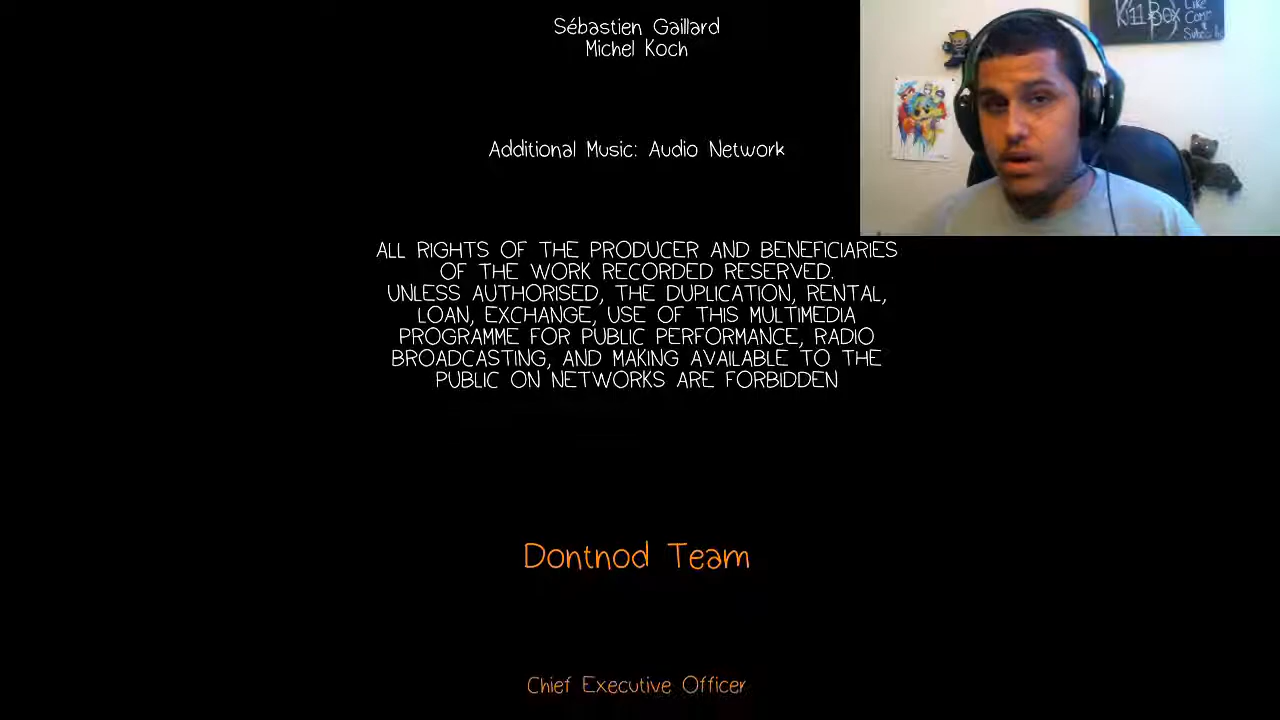 Sébastien Gaillard
Michel Koch
Additional Music: Audio Network
ALL RIGHTS OF THE PRODUCER AND BENEFICIARIES
OF THE WORK RECORDED RESERVED.
UNLESS AUTHORISED, THE DUPLICATION, RENTAL,
LOAN, EXCHANGE, USE OF THIS MULTIMEDIA
PROGRAMME FOR PUBLIC PERFORMANCE, RADIO
BROADCASTING, AND MAKING AVAILABLE TO THE
PUBLIC ON NETWORKS ARE FORBIDDEN
Dontnod Team
Chief Executive Officer
Like